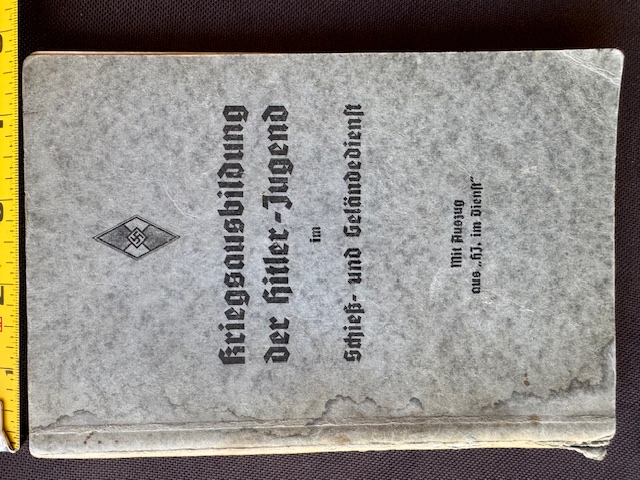 Kriegsausbildung
der Hitler-Jugend
im
Schieß- und Geländedienst
Mit Auszug
aus „HJ. im Dienst“